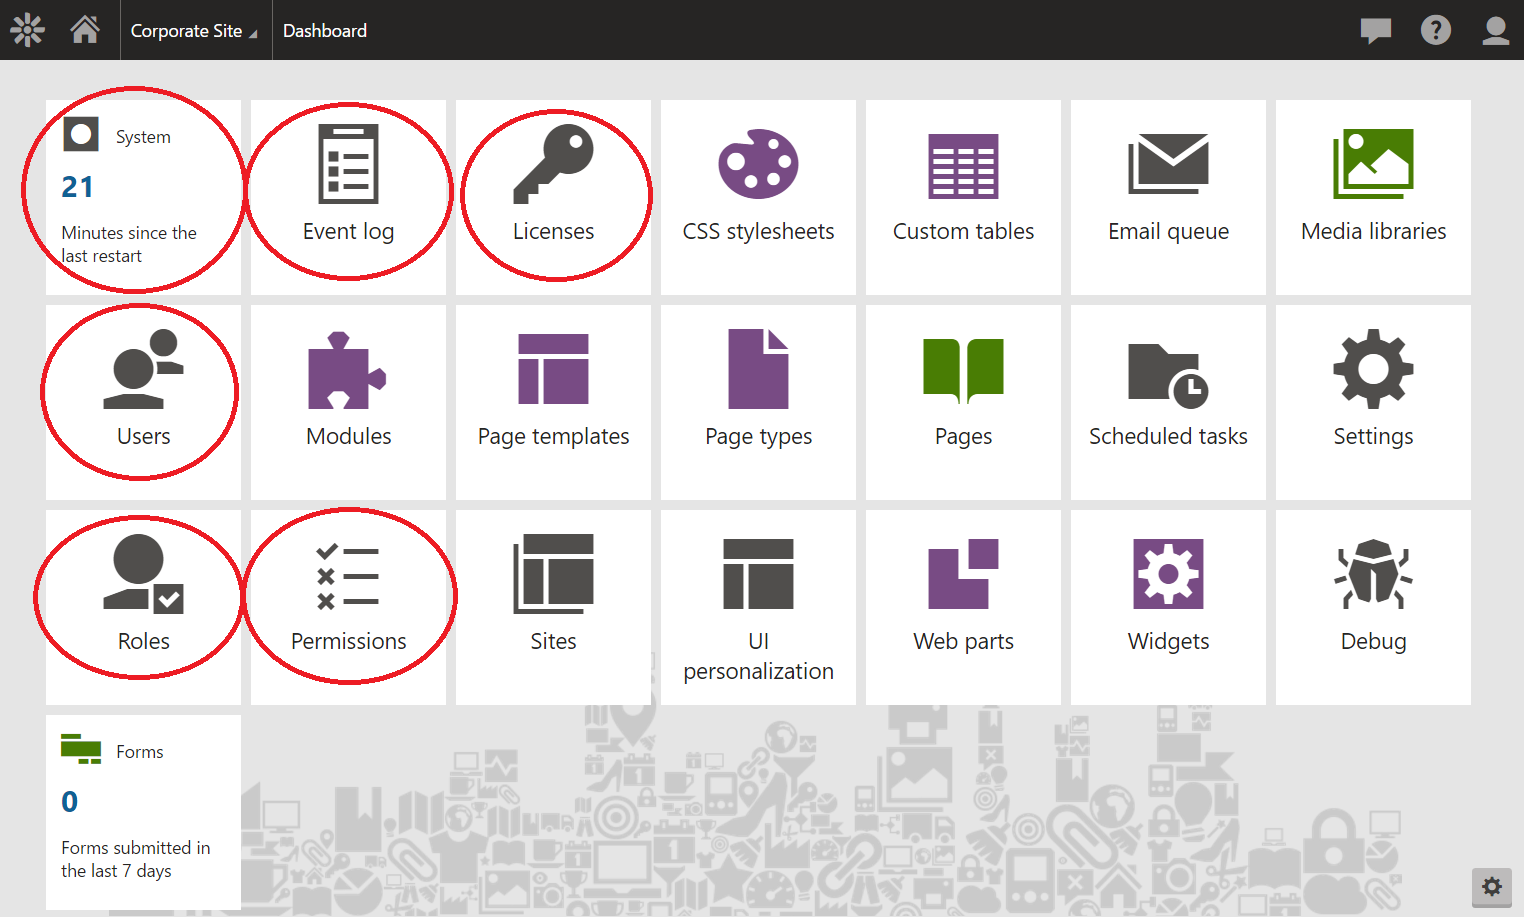 Corporate Site
Dashboard
System
21
Minutes since the
last restart
Event log
Licenses
CSS stylesheets
Custom tables
Email queue
Media libraries
Users
Modules
Page templates
Page types
Pages
Scheduled tasks
Settings
Roles
Permissions
Sites
UI
personalization
Web parts
Widgets
Debug
Forms
0
Forms submitted in
the last 7 days